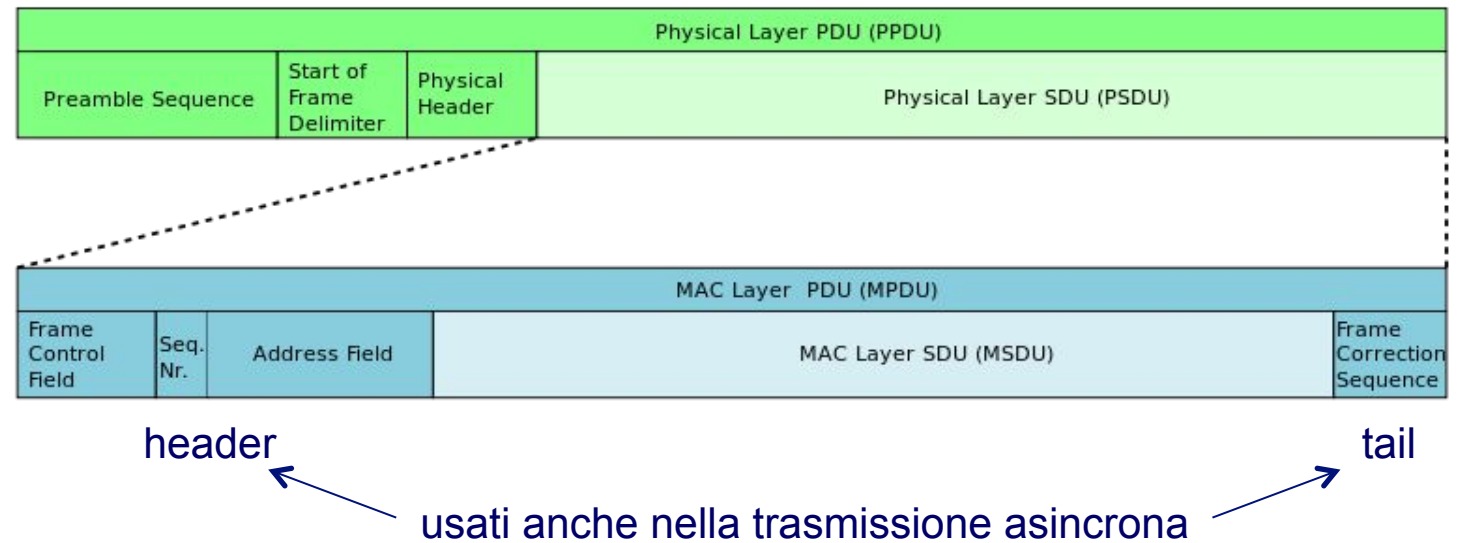 Physical Layer PDU (PPDU)
Preamble Sequence
Start of
Frame
Delimiter
Physical
Header
Physical Layer SDU (PSDU)
MAC Layer PDU (MPDU)
Frame
Control
Field
Seq.
Nr.
Address Field
MAC Layer SDU (MSDU)
Frame
Correction
Sequence
header
tail
usati anche nella trasmissione asincrona